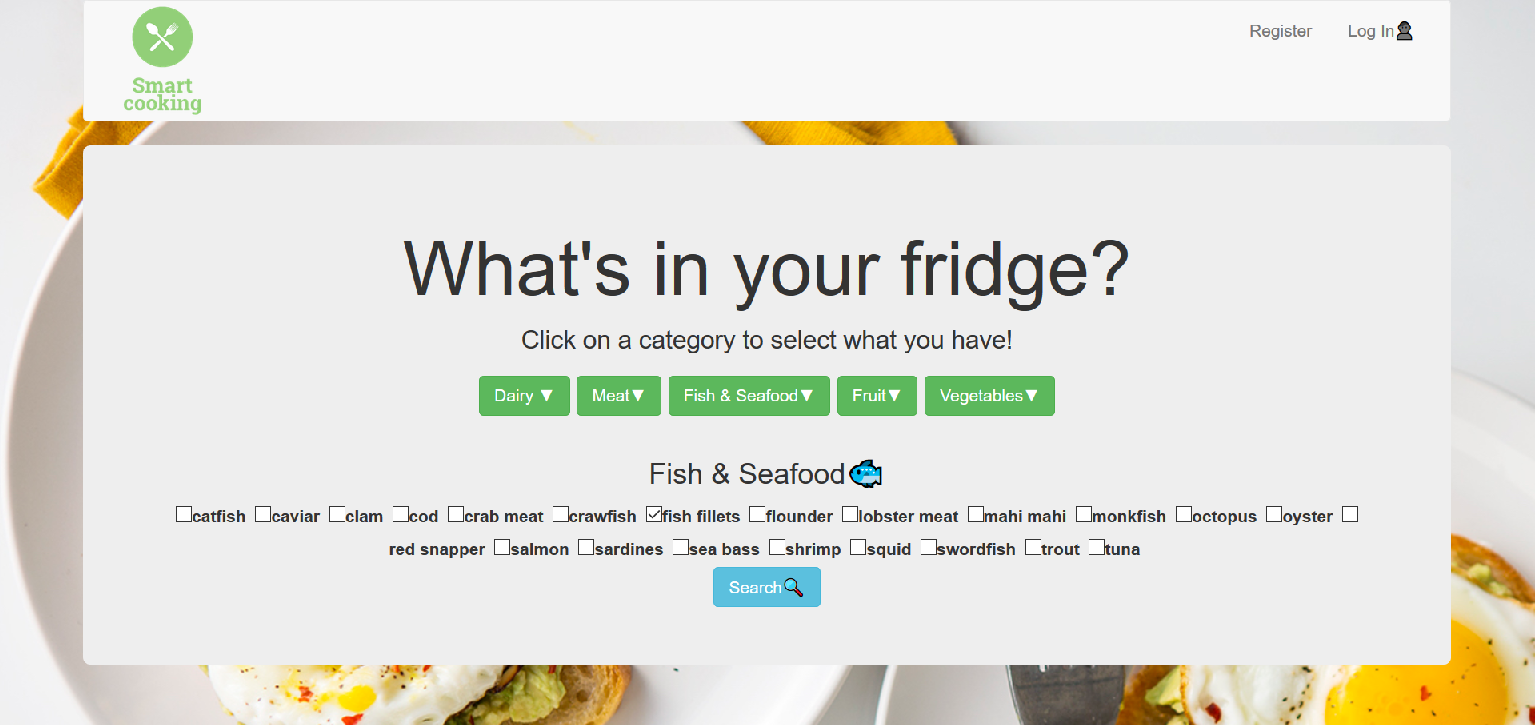 Register Log In
Smart
cooking
What's in your fridge?
Click on a category to select what you have!
Dairy ▼ Meat▼ Fish & Seafood▼ Fruit▼ Vegetables▼
Fish & Seafood
catfish caviar clam cod crab meat crawfish fish fillets flounder lobster meat mahi mahi monkfish octopus oyster
red snapper salmon sardines sea bass shrimp squid swordfish trout tuna
Search